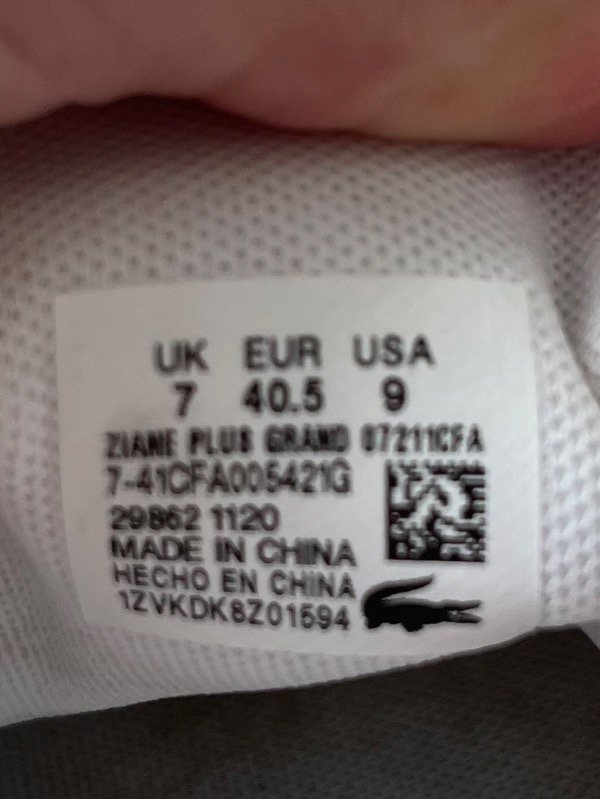 UK EUR USA
7 40.5 9
ZIANE PLUS GRAND 07211CFA
7-41CFA005421G
29862 1120
MADE IN CHINA
HECHO EN CHINA
1ZVKDK8Z01594